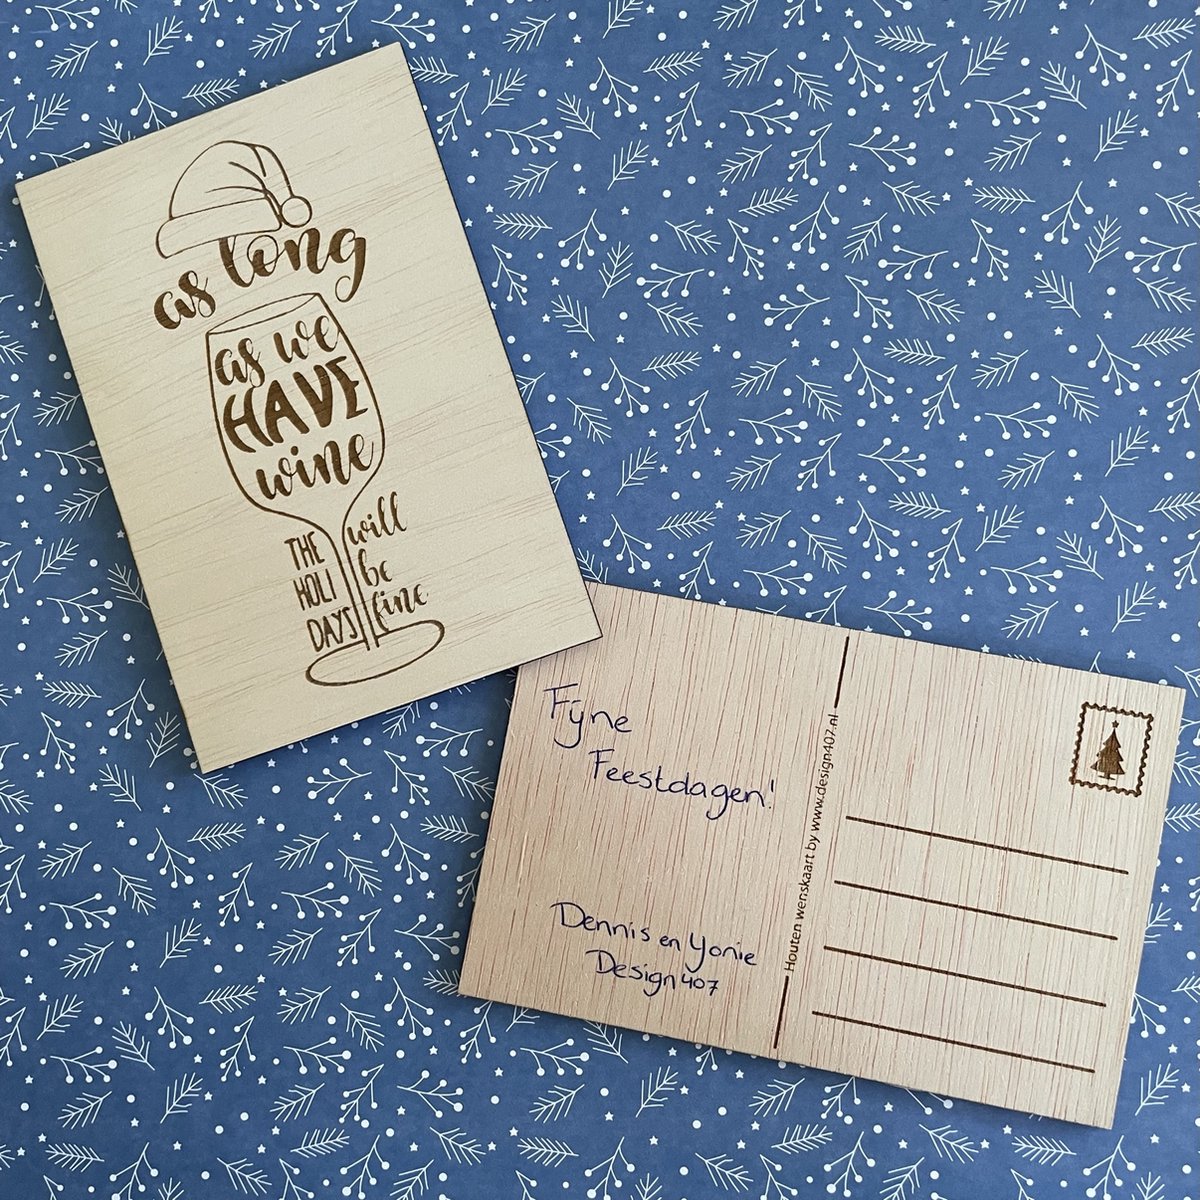 as long
as we
HAVE
wine
THE
HOLI
DAYS
will
be
fine
Fijne
Feestdagen!
Dennis en Yonie
Design407
Houten wenskaart by www.design407.nl